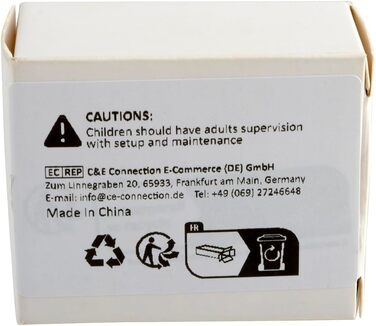 CAUTIONS:
Children should have adults supervision
with setup and maintenance
EC REP C&E Connection E-Commerce (DE) GmbH
Zum Linnegraben 20, 65933, Frankfurt am Main, Germany
E-mail: info@ce-connection.de Tel: +49 (069) 27246648
Made In China
FR